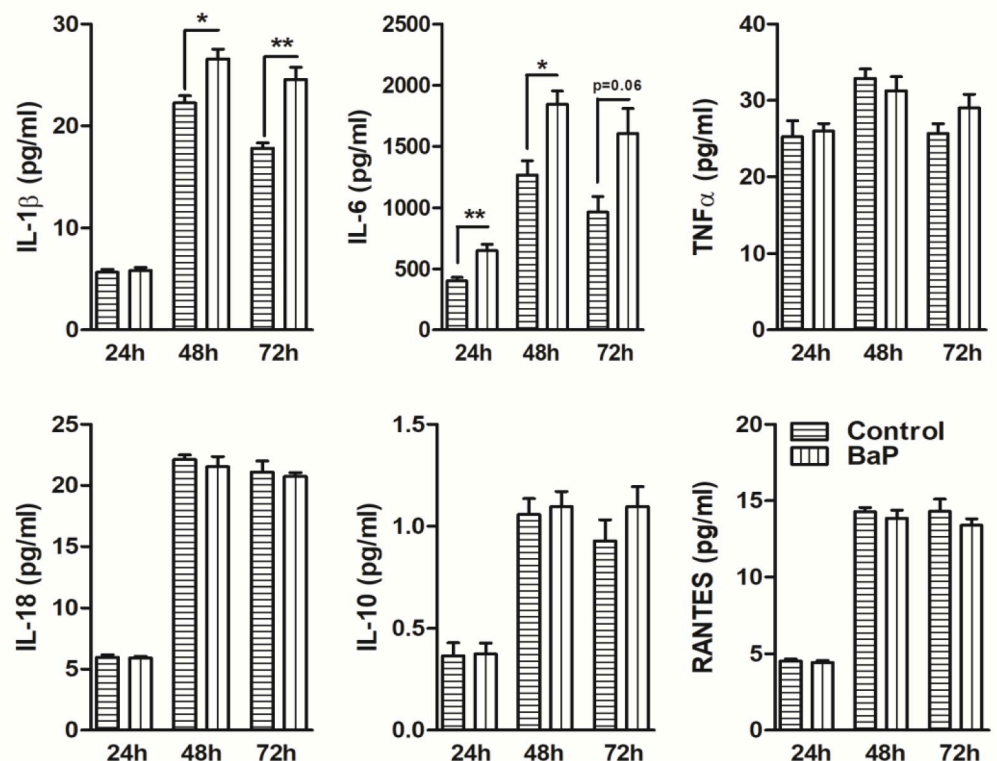 IL-1β (pg/ml)
30
20
10
0
*
**
24h 48h 72h
IL-6 (pg/ml)
2500
2000
1500
1000
500
0
**
*
p=0.06
24h 48h 72h
TNFα (pg/ml)
40
30
20
10
0
24h 48h 72h
IL-18 (pg/ml)
25
20
15
10
5
0
24h 48h 72h
IL-10 (pg/ml)
1.5
1.0
0.5
0.0
24h 48h 72h
RANTES (pg/ml)
20
15
10
5
0
Control
BaP
24h 48h 72h